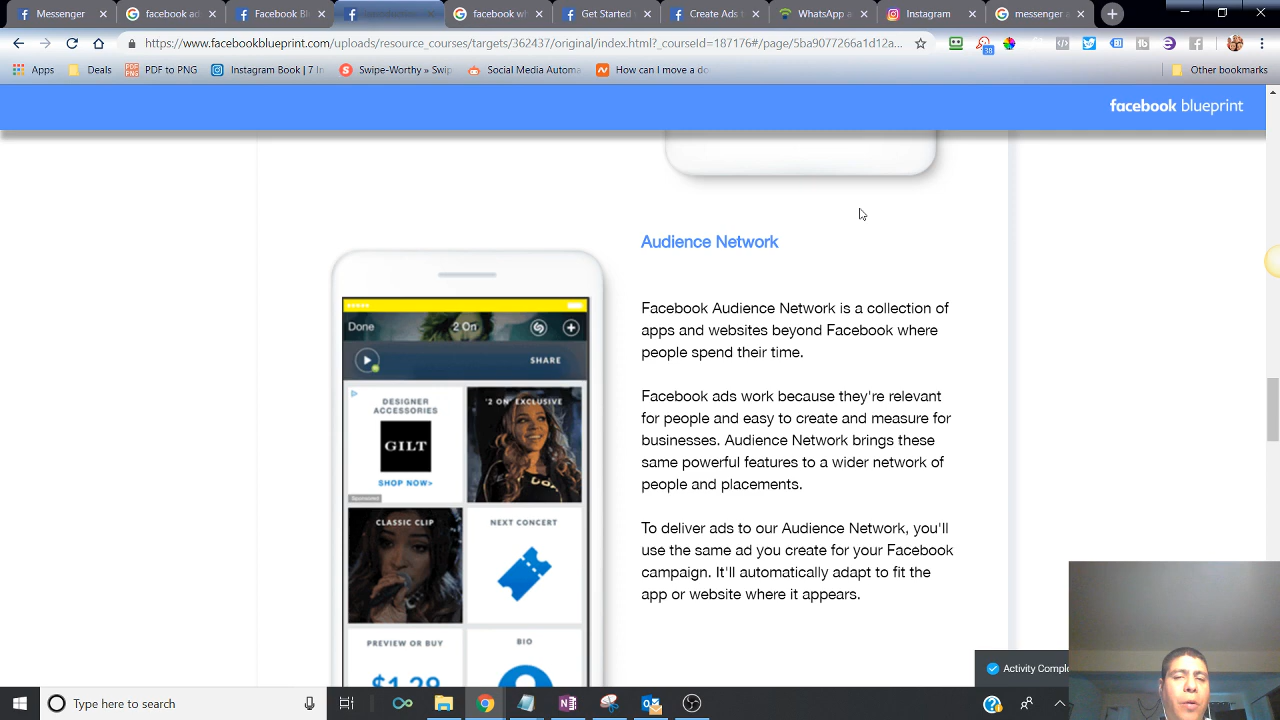 Messenger
facebook ad
Facebook Bl
facebook wh
Get Started
Create Ads t
WhatsApp a
Instagram
messenger
https://www.facebookblueprint.com/uploads/resource_courses/targets/362437/original/index.html?_courseId=187176#/page/5ba9077266a1d12a...
38
Apps
Deals
PDF to PNG
Instagram Book | 7 In
Swipe-Worthy » Swip
Social Media Automa
How can I move a do
Other bookmarks
facebook blueprint
Audience Network
Facebook Audience Network is a collection of
apps and websites beyond Facebook where
people spend their time.
Facebook ads work because they're relevant
for people and easy to create and measure for
businesses. Audience Network brings these
same powerful features to a wider network of
people and placements.
To deliver ads to our Audience Network, you'll
use the same ad you create for your Facebook
campaign. It'll automatically adapt to fit the
app or website where it appears.
Done
2 On
SHARE
DESIGNER
ACCESSORIES
GILT
SHOP NOW>
Sponsored
'2 ON' EXCLUSIVE
CLASSIC CLIP
NEXT CONCERT
PREVIEW OR BUY
$1.29
BIO
Activity Comple
Type here to search